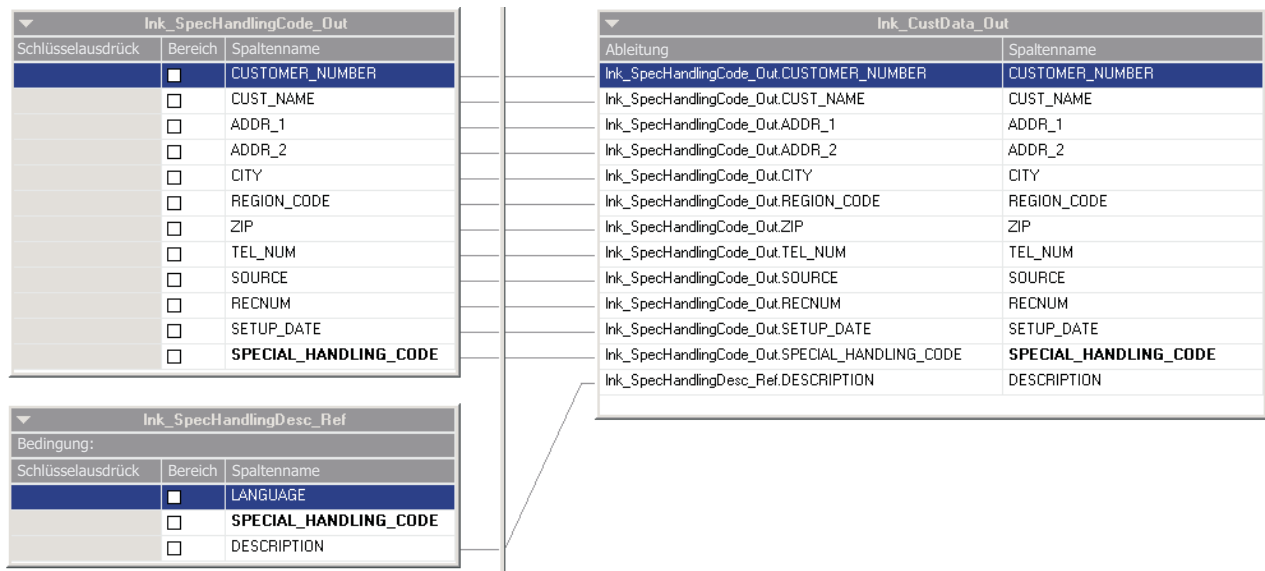 lnk_SpecHandlingCode_Out
Schlüsselausdrück Bereich Spaltenname
CUSTOMER_NUMBER
CUST_NAME
ADDR_1
ADDR_2
CITY
REGION_CODE
ZIP
TEL_NUM
SOURCE
RECNUM
SETUP_DATE
SPECIAL_HANDLING_CODE
lnk_SpecHandlingDesc_Ref
Bedingung:
Schlüsselausdrück Bereich Spaltenname
LANGUAGE
SPECIAL_HANDLING_CODE
DESCRIPTION
lnk_CustData_Out
Ableitung Spaltenname
lnk_SpecHandlingCode_Out.CUSTOMER_NUMBER CUSTOMER_NUMBER
lnk_SpecHandlingCode_Out.CUST_NAME CUST_NAME
lnk_SpecHandlingCode_Out.ADDR_1 ADDR_1
lnk_SpecHandlingCode_Out.ADDR_2 ADDR_2
lnk_SpecHandlingCode_Out.CITY CITY
lnk_SpecHandlingCode_Out.REGION_CODE REGION_CODE
lnk_SpecHandlingCode_Out.ZIP ZIP
lnk_SpecHandlingCode_Out.TEL_NUM TEL_NUM
lnk_SpecHandlingCode_Out.SOURCE SOURCE
lnk_SpecHandlingCode_Out.RECNUM RECNUM
lnk_SpecHandlingCode_Out.SETUP_DATE SETUP_DATE
lnk_SpecHandlingCode_Out.SPECIAL_HANDLING_CODE SPECIAL_HANDLING_CODE
lnk_SpecHandlingDesc_Ref.DESCRIPTION DESCRIPTION